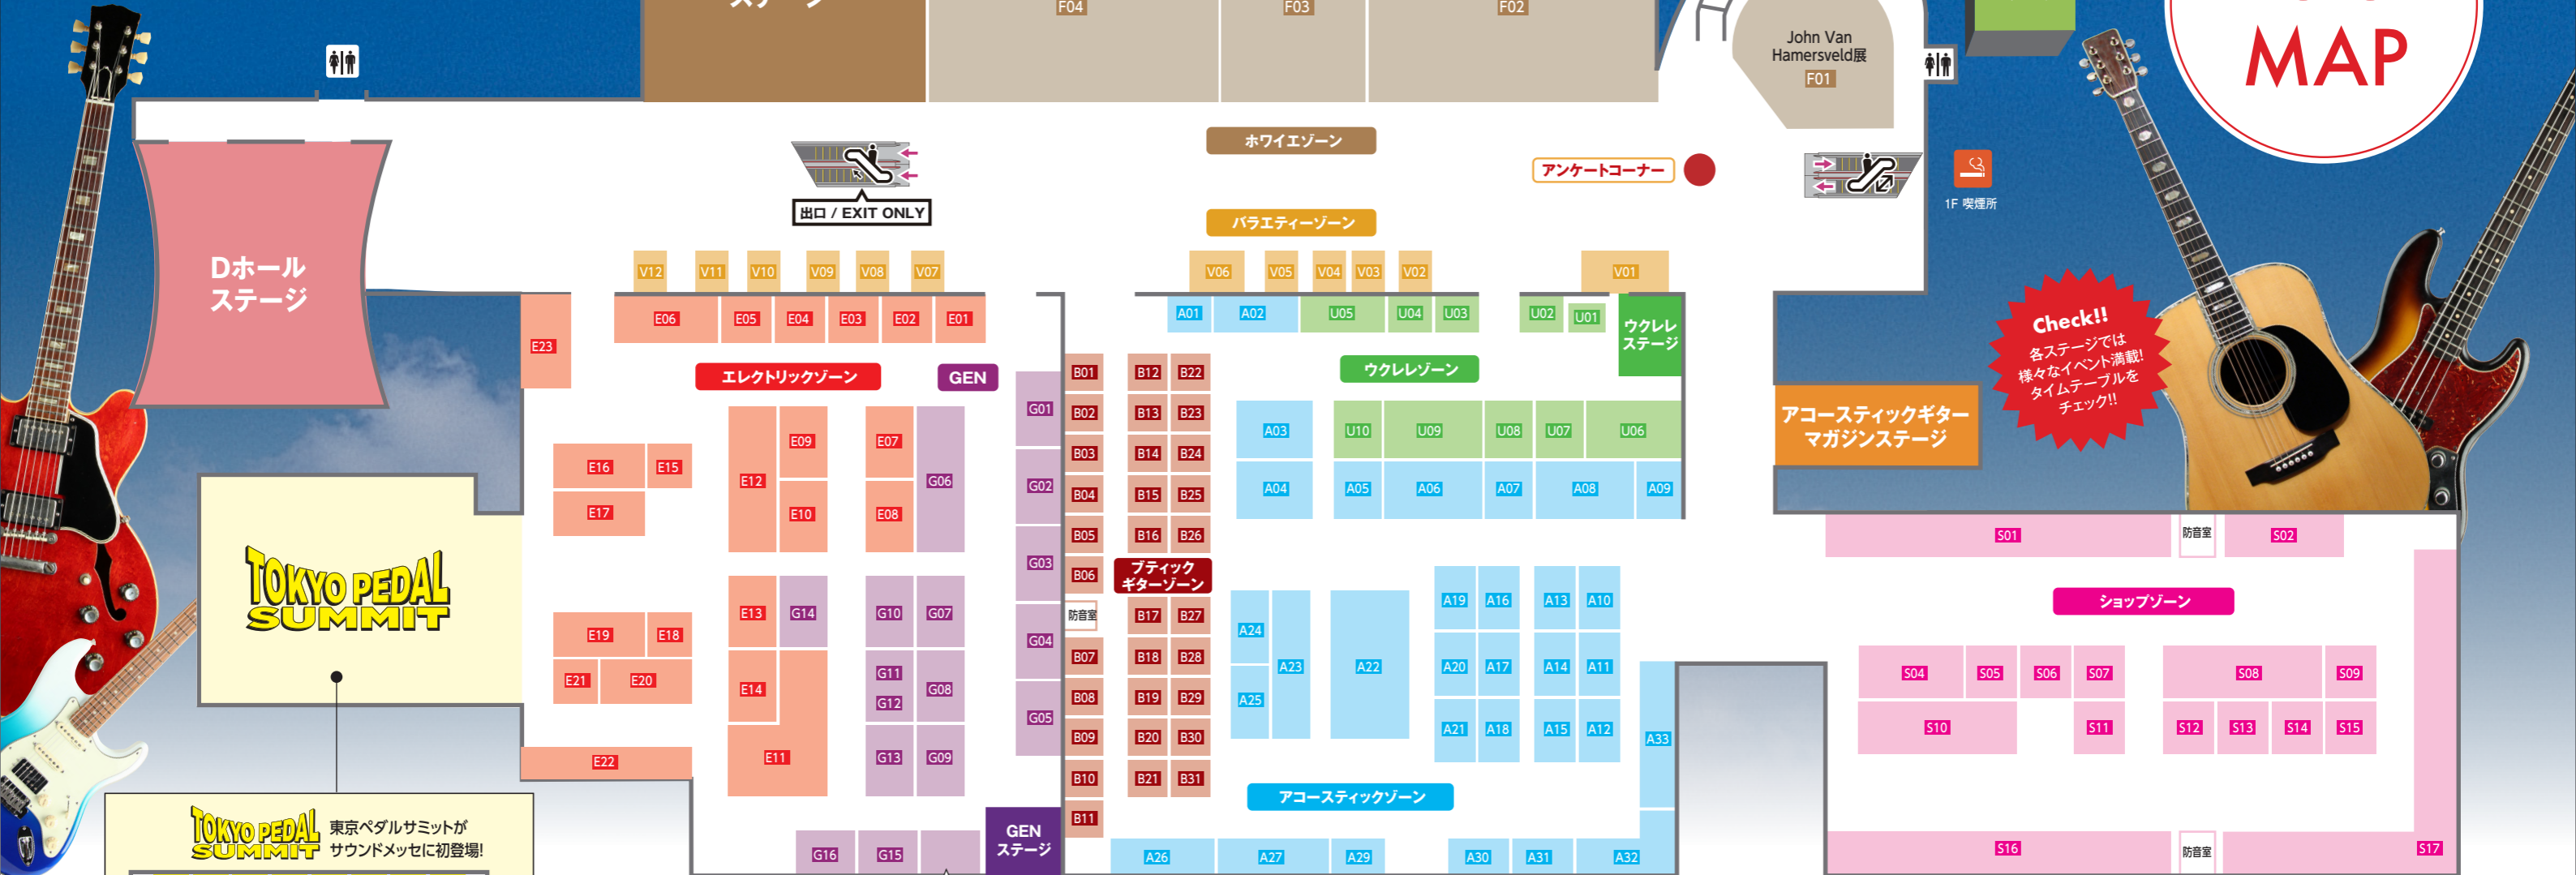 ステージ
F04
F03
F02
John Van
Hamersveld展
F01
MAP
ホワイエゾーン
アンケートコーナー
出口 / EXIT ONLY
1F 喫煙所
バラエティーゾーン
Dホール
ステージ
V12
V11
V10
V09
V08
V07
V06
V05
V04
V03
V02
V01
E06
E05
E04
E03
E02
E01
A01
A02
U05
U04
U03
U02
U01
ウクレレ
ステージ
E23
エレクトリックゾーン
GEN
ウクレレゾーン
Check!!
各ステージでは
様々なイベント満載!
タイムテーブルを
チェック!!
アコースティックギター
マガジンステージ
E16
E15
E17
E12
E09
E10
E07
E08
G06
G01
G02
G03
G04
G05
B01
B02
B03
B04
B05
B06
防音室
B07
B08
B09
B10
B11
B12
B22
B13
B23
B14
B24
B15
B25
B16
B26
ブティック
ギターゾーン
B17
B27
B18
B28
B19
B29
B20
B30
B21
B31
A03
A04
U10
U09
U08
U07
U06
A05
A06
A07
A08
A09
TOKYO PEDAL
SUMMIT
E19
E18
E21
E20
E22
E13
G14
E14
E11
G10
G07
G11
G12
G08
G13
G09
GEN
ステージ
G16
G15
A24
A25
A23
A22
A19
A16
A13
A10
A20
A17
A14
A11
A21
A18
A15
A12
A33
アコースティックゾーン
A26
A27
A29
A30
A31
A32
S01
防音室
S02
ショップゾーン
S04
S05
S06
S07
S08
S09
S10
S11
S12
S13
S14
S15
S16
防音室
S17
TOKYO PEDAL
SUMMIT
東京ペダルサミットが
サウンドメッセに初登場!